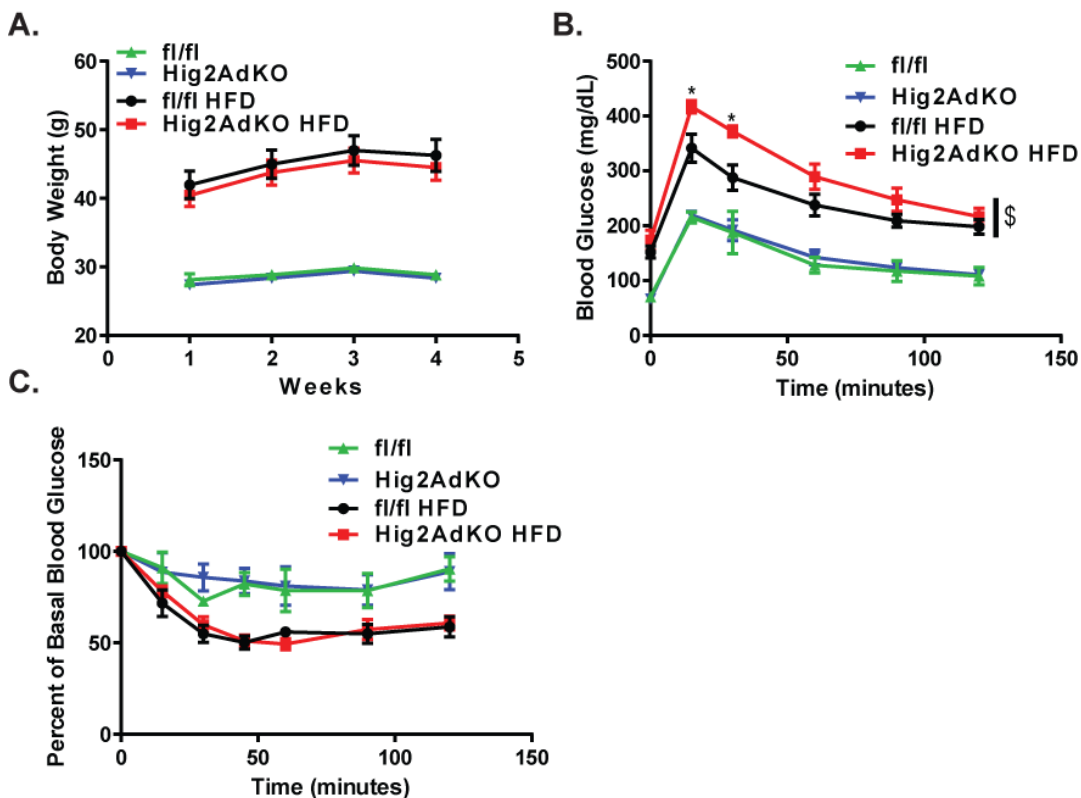 A.
fl/fl
Hig2AdKO
fl/fl HFD
Hig2AdKO HFD
Body Weight (g)
60
50
40
30
20
0
1
2
3
4
5
Weeks
B.
fl/fl
Hig2AdKO
fl/fl HFD
Hig2AdKO HFD
Blood Glucose (mg/dL)
500
400
300
200
100
0
* *
$
0
50
100
150
Time (minutes)
C.
fl/fl
Hig2AdKO
fl/fl HFD
Hig2AdKO HFD
Percent of Basal Blood Glucose
150
100
50
0
0
50
100
150
Time (minutes)